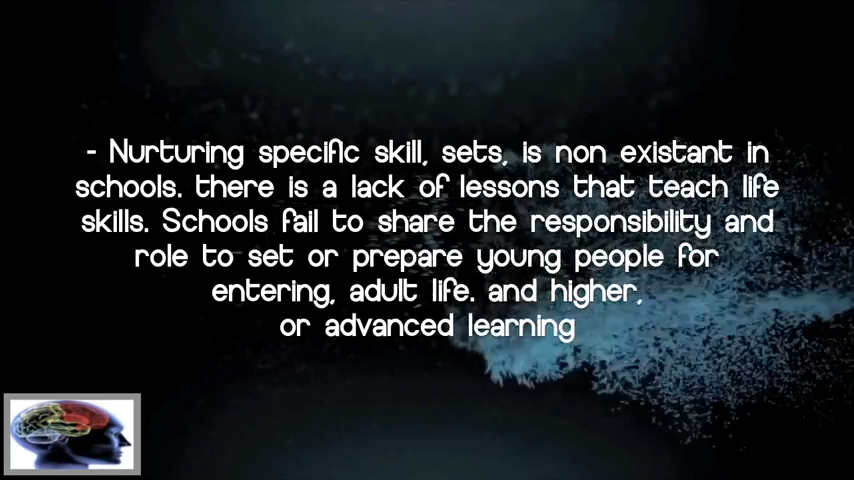 - Nurturing specific skill, sets, is non existant in
schools. there is a lack of lessons that teach life
skills. Schools fail to share the responsibility and
role to set or prepare young people for
entering, adult life. and higher,
or advanced learning